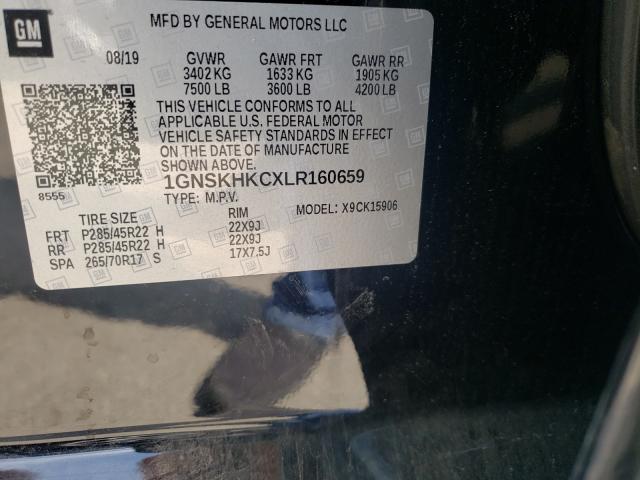 GM
MFD BY GENERAL MOTORS LLC
08/19 GVWR GAWR FRT GAWR RR
3402 KG 1633 KG 1905 KG
7500 LB 3600 LB 4200 LB
THIS VEHICLE CONFORMS TO ALL
APPLICABLE U.S. FEDERAL MOTOR
VEHICLE SAFETY STANDARDS IN EFFECT
ON THE DATE OF MANUFACTURE
SHOWN ABOVE.
8555 1GNSKHKCXLR160659
TYPE: M.P.V. MODEL: X9CK15906
TIRE SIZE RIM
FRT P285/45R22 H 22X9J
RR P285/45R22 H 22X9J
SPA 265/70R17 S 17X7.5J